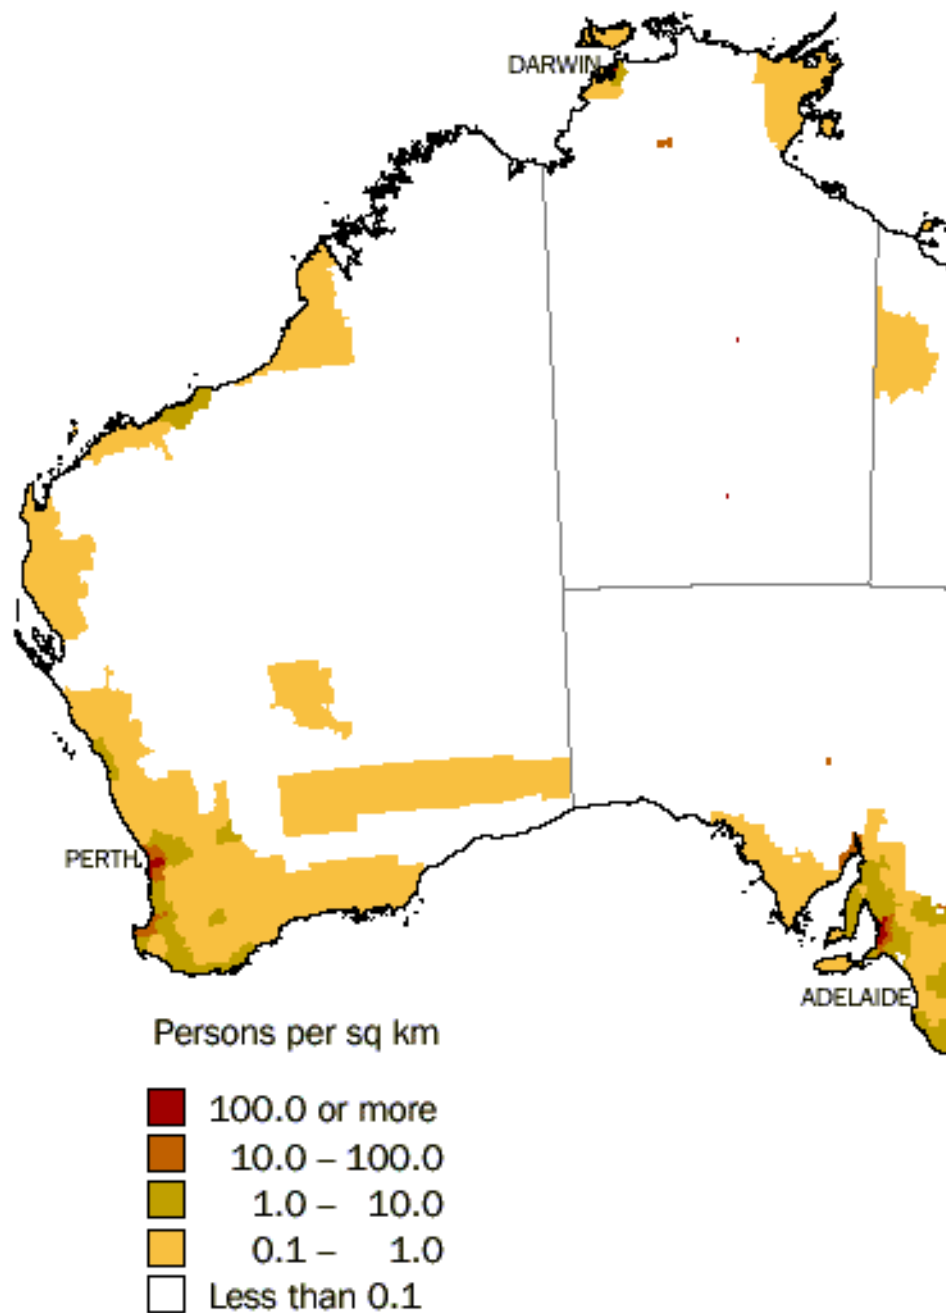 DARWIN
PERTH
ADELAIDE
Persons per sq km
100.0 or more
10.0 – 100.0
1.0 – 10.0
0.1 – 1.0
Less than 0.1